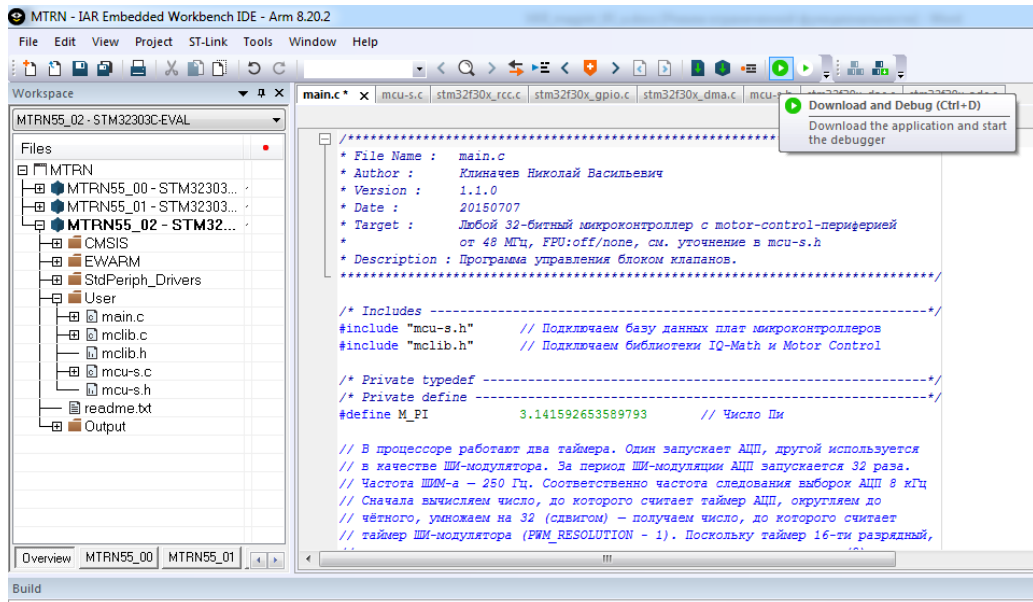 MTRN - IAR Embedded Workbench IDE - Arm 8.20.2
File Edit View Project ST-Link Tools Window Help
Workspace
main.c * mcu-s.c stm32f30x_rcc.c stm32f30x_gpio.c stm32f30x_dma.c
MTRN55_02 - STM32303C-EVAL
Download and Debug (Ctrl+D)
Download the application and start
the debugger
Files
MTRN
MTRN55_00 - STM32303...
MTRN55_01 - STM32303...
MTRN55_02 - STM32...
CMSIS
EWARM
StdPeriph_Drivers
User
main.c
mclib.c
mclib.h
mcu-s.c
mcu-s.h
readme.txt
Output
Overview MTRN55_00 MTRN55_01
/*****************************************************************************
* File Name : main.c
* Author : Клиначев Николай Васильевич
* Version : 1.1.0
* Date : 20150707
* Target : Любой 32-битный микроконтроллер с motor-control-периферией
* от 48 МГц, FPU:off/none, см. уточнение в mcu-s.h
* Description : Программа управления блоком клапанов.
*****************************************************************************/
/* Includes ------------------------------------------------------------------*/
#include "mcu-s.h" // Подключаем базу данных плат микроконтроллеров
#include "mclib.h" // Подключаем библиотеки IQ-Math и Motor Control
/* Private typedef -----------------------------------------------------------*/
/* Private define ------------------------------------------------------------*/
#define M_PI 3.141592653589793 // Число Пи
// В процессоре работают два таймера. Один запускает АЦП, другой используется
// в качестве ШИ-модулятора. За период ШИ-модуляции АЦП запускается 32 раза.
// Частота ШИМ-а – 250 Гц. Соответственно частота следования выборок АЦП 8 кГц
// Сначала вычисляем число, до которого считает таймер АЦП, округляем до
// чётного, умножаем на 32 (сдвигом) – получаем число, до которого считает
// таймер ШИ-модулятора (PWM_RESOLUTION - 1). Поскольку таймер 16-ти разрядный,
Build